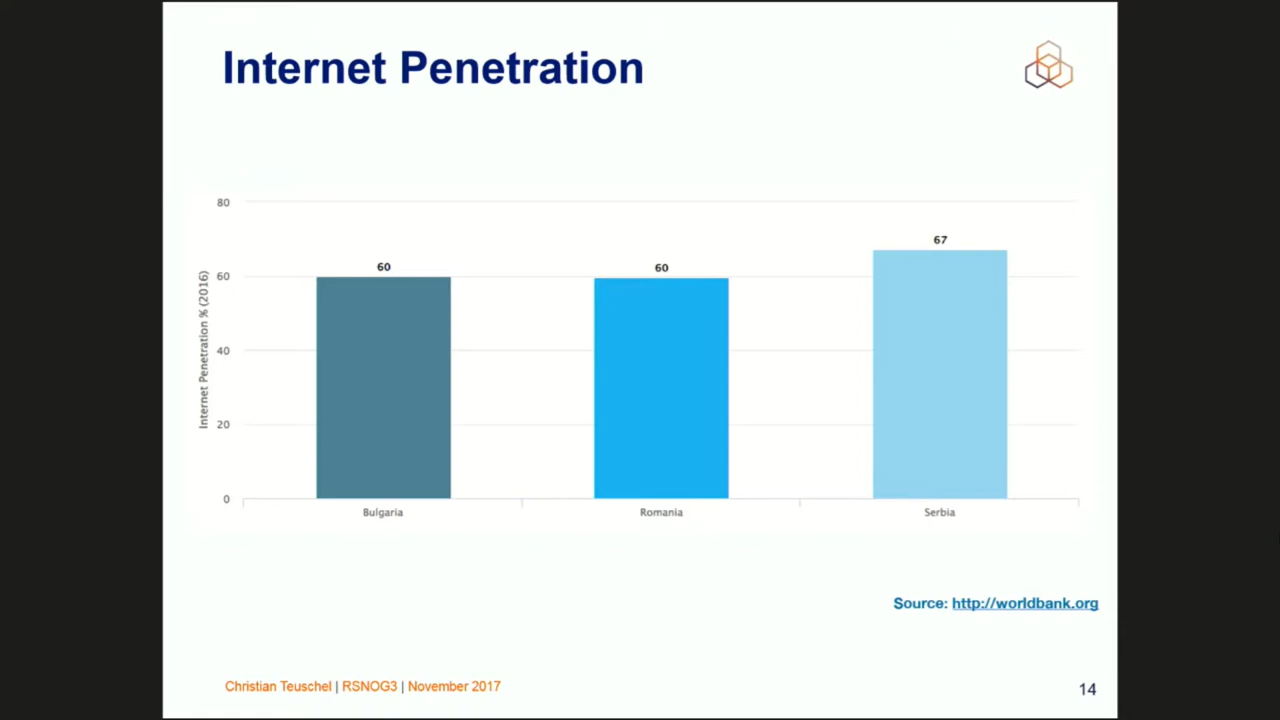 Internet Penetration
80
60
40
20
0
Internet Penetration % (2016)
60
60
67
Bulgaria
Romania
Serbia
Source: http://worldbank.org
Christian Teuschel | RSNOG3 | November 2017
14